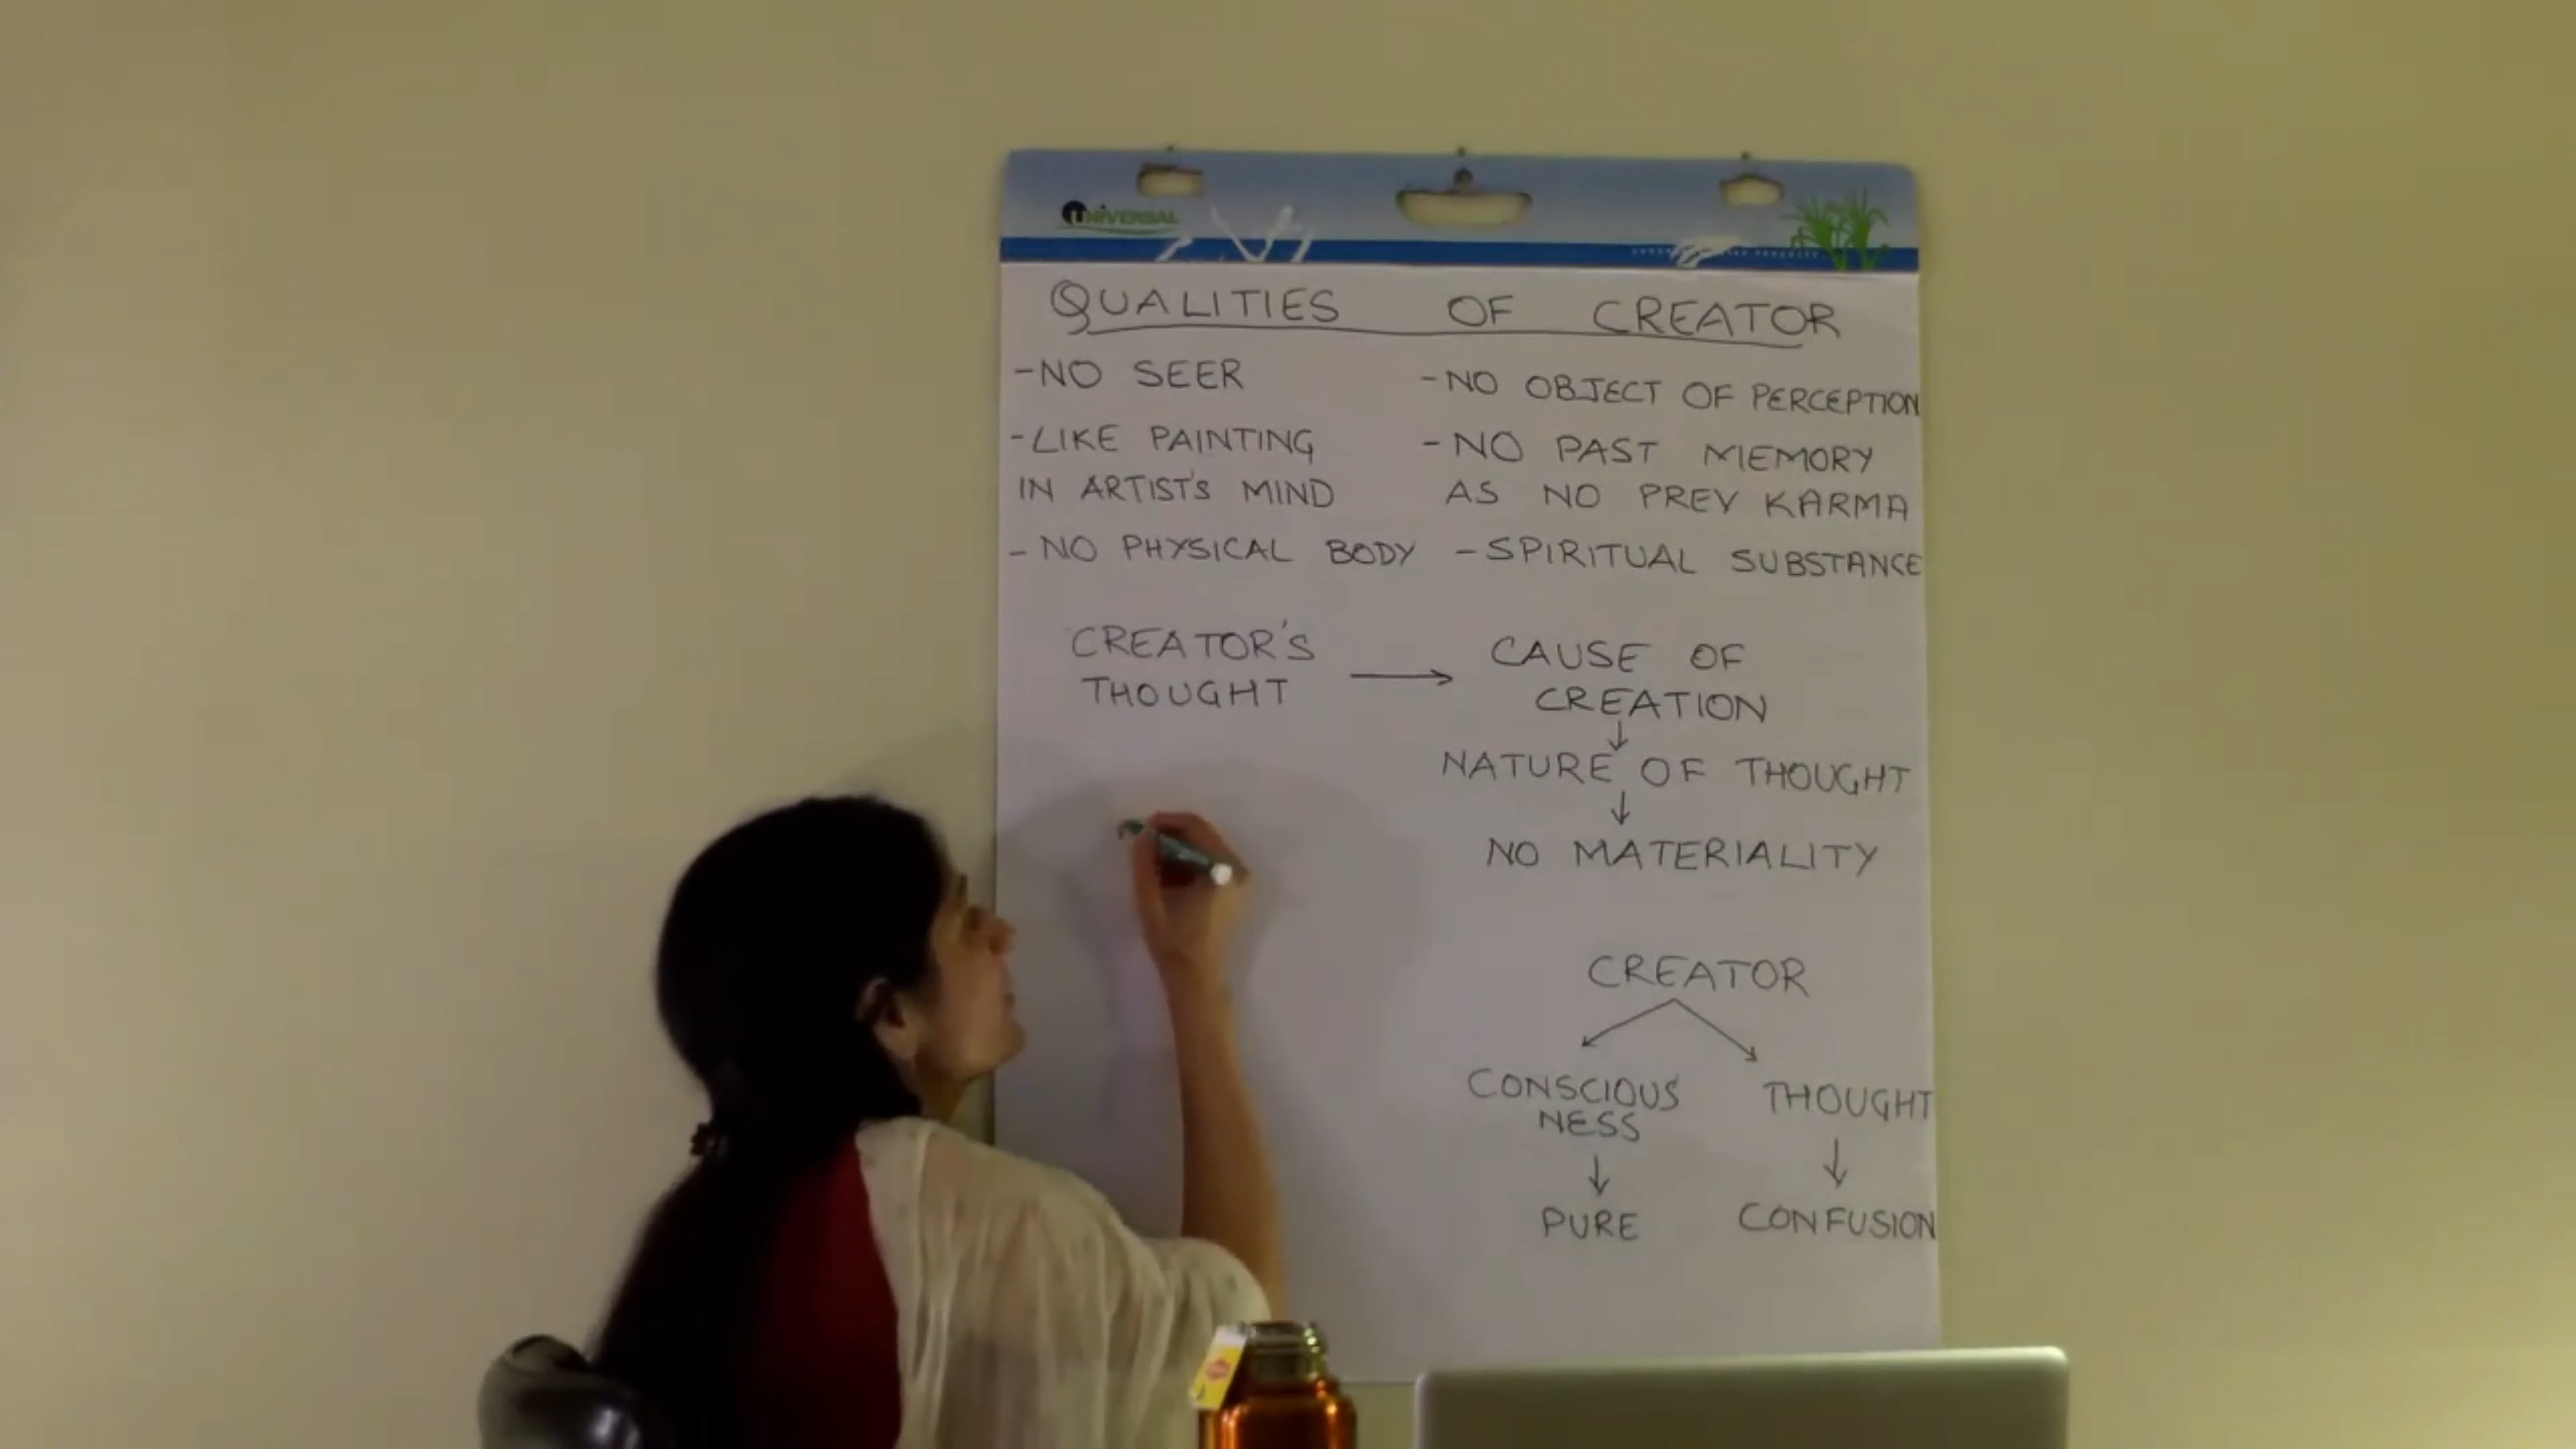 UNIVERSAL
QUALITIES OF CREATOR
-NO SEER
-NO OBJECT OF PERCEPTION
-LIKE PAINTING
IN ARTIST'S MIND
-NO PAST MEMORY
AS NO PREV KARMA
-NO PHYSICAL BODY
-SPIRITUAL SUBSTANCE
CREATOR'S
THOUGHT
→ CAUSE OF
CREATION
↓
NATURE OF THOUGHT
↓
NO MATERIALITY
CREATOR
CONSCIOUS
NESS
THOUGHT
↓
↓
PURE
CONFUSION